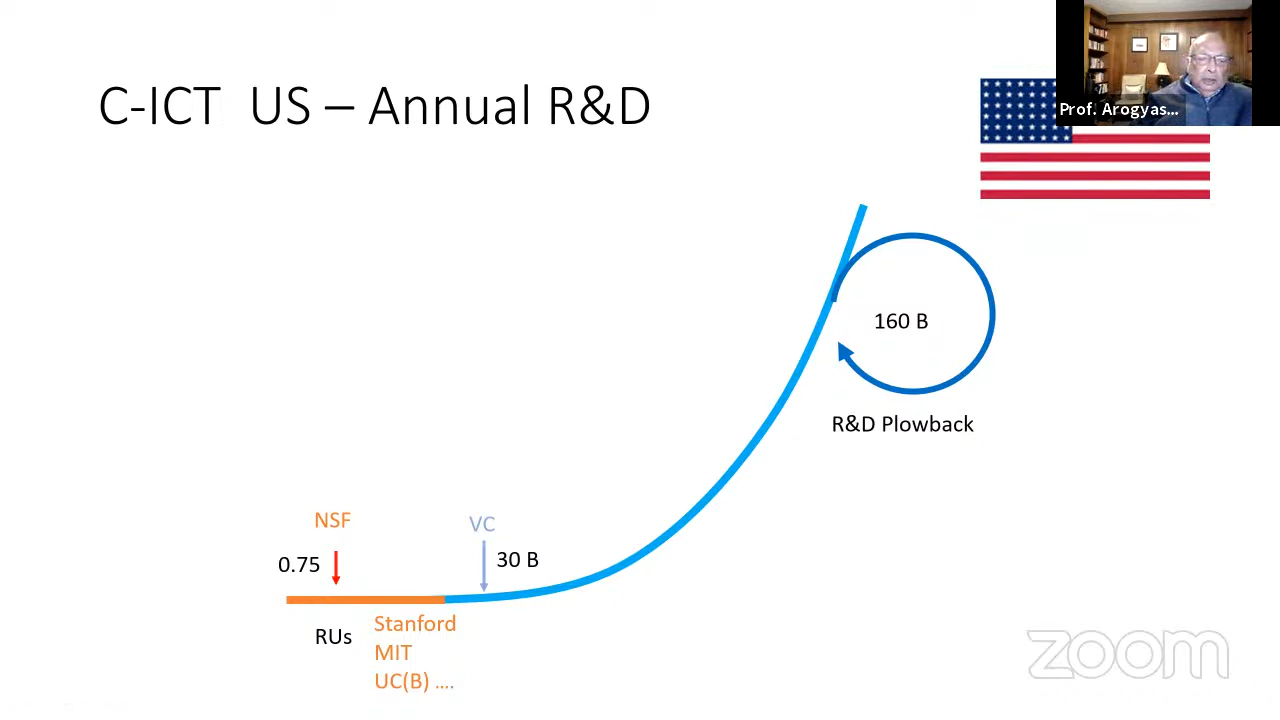 C-ICT US – Annual R&D
Prof. Arogyas...
160 B
R&D Plowback
NSF
VC
0.75
30 B
RUs
Stanford
MIT
UC(B) ....
zoom